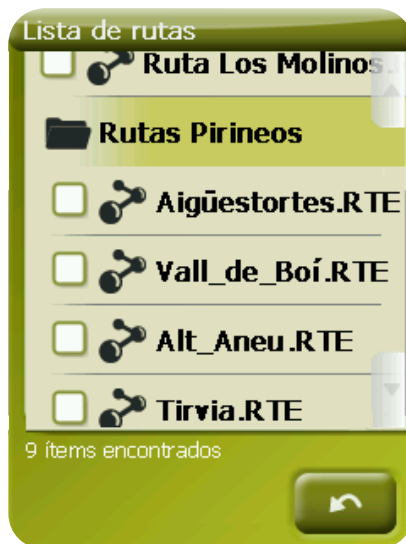 Lista de rutas
Ruta Los Molinos.
Rutas Pirineos
Aigüestortes.RTE
Vall_de_Boí.RTE
Alt_Aneu.RTE
Tirvia.RTE
9 ítems encontrados